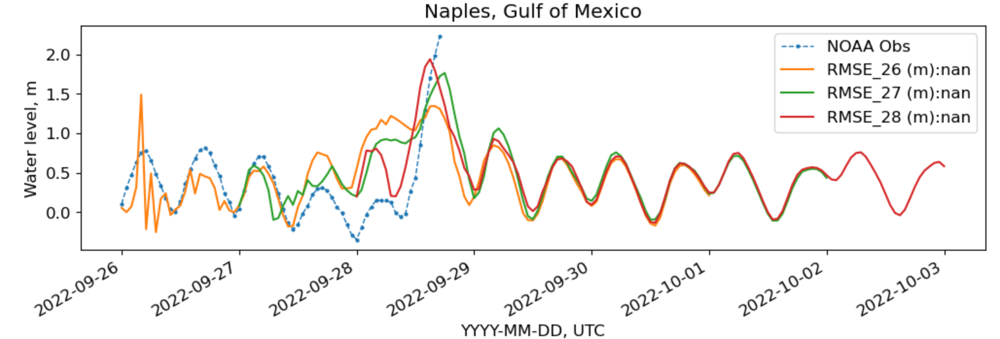 Naples, Gulf of Mexico
Water level, m
2.0
1.5
1.0
0.5
0.0
NOAA Obs
RMSE_26 (m):nan
RMSE_27 (m):nan
RMSE_28 (m):nan
2022-09-26
2022-09-27
2022-09-28
2022-09-29
2022-09-30
2022-10-01
2022-10-02
2022-10-03
YYYY-MM-DD, UTC